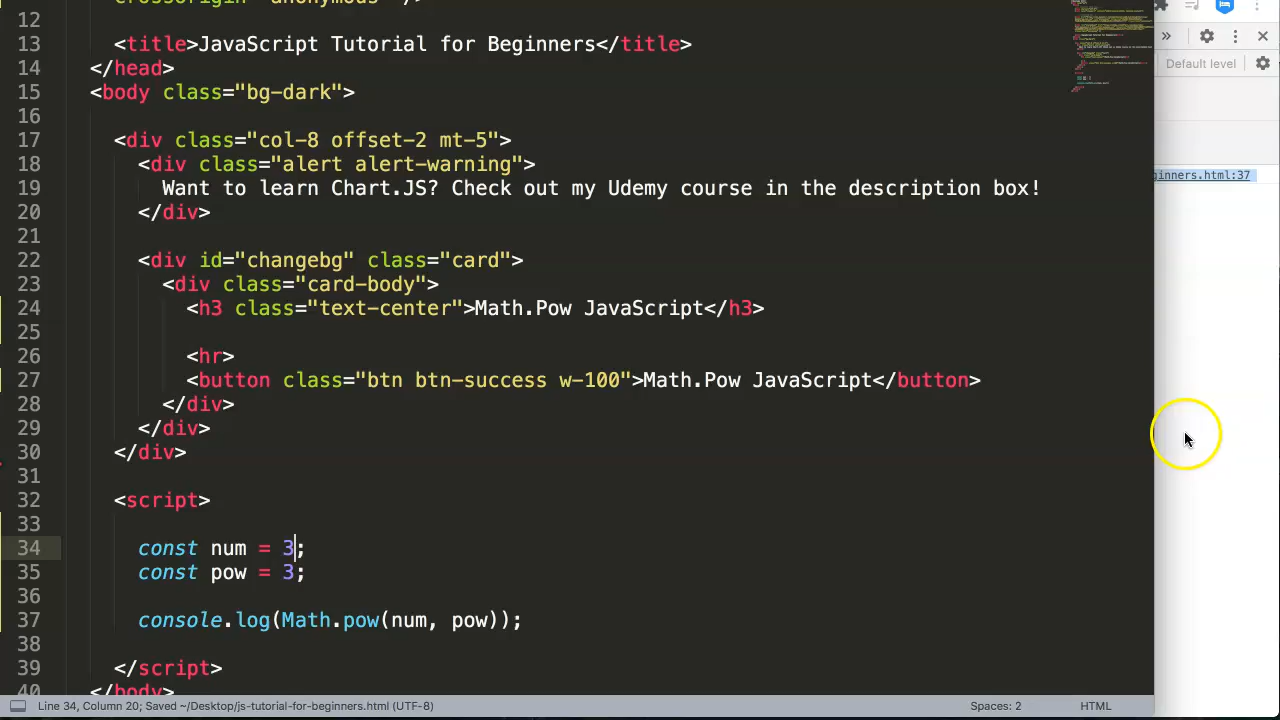 12
13 <title>JavaScript Tutorial for Beginners</title>
14 </head>
15 <body class="bg-dark">
16
17 <div class="col-8 offset-2 mt-5">
18 <div class="alert alert-warning">
19 Want to learn Chart.JS? Check out my Udemy course in the description box!
20 </div>
21
22 <div id="changebg" class="card">
23 <div class="card-body">
24 <h3 class="text-center">Math.Pow JavaScript</h3>
25
26 <hr>
27 <button class="btn btn-success w-100">Math.Pow JavaScript</button>
28 </div>
29 </div>
30 </div>
31
32 <script>
33
34 const num = 3;
35 const pow = 3;
36
37 console.log(Math.pow(num, pow));
38
39 </script>
40 </body>
Line 34, Column 20; Saved ~/Desktop/js-tutorial-for-beginners.html (UTF-8)
Spaces: 2
HTML
Default level
ginners.html:37